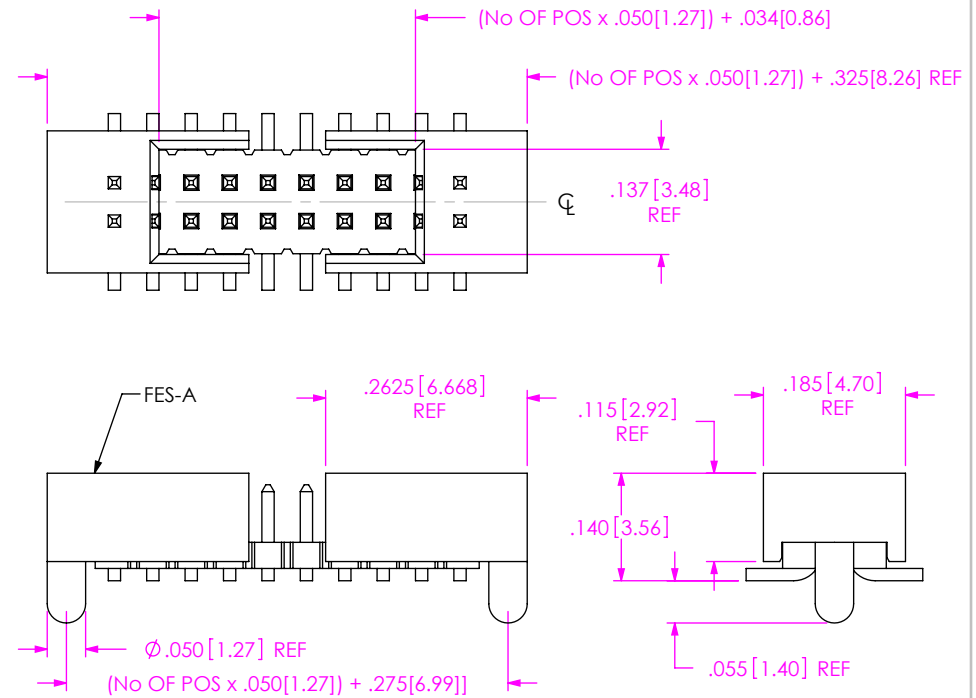 (No OF POS x .050[1.27]) + .034[0.86]
(No OF POS x .050[1.27]) + .325[8.26] REF
.137[3.48]
REF
℄
FES-A
.2625[6.668]
REF
.185[4.70]
REF
.115[2.92]
REF
.140[3.56]
Ø.050[1.27] REF
.055[1.40] REF
(No OF POS x .050[1.27]) + .275[6.99]]